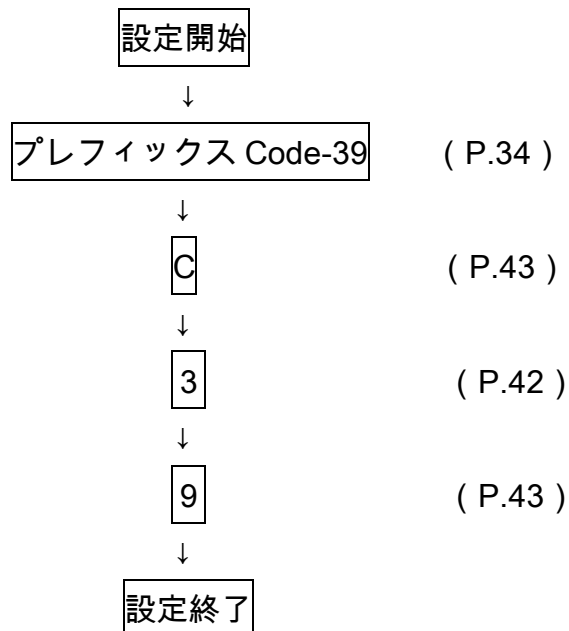 設定開始
↓
プレフィックス Code-39 ( P.34 )
↓
C ( P.43 )
↓
3 ( P.42 )
↓
9 ( P.43 )
↓
設定終了